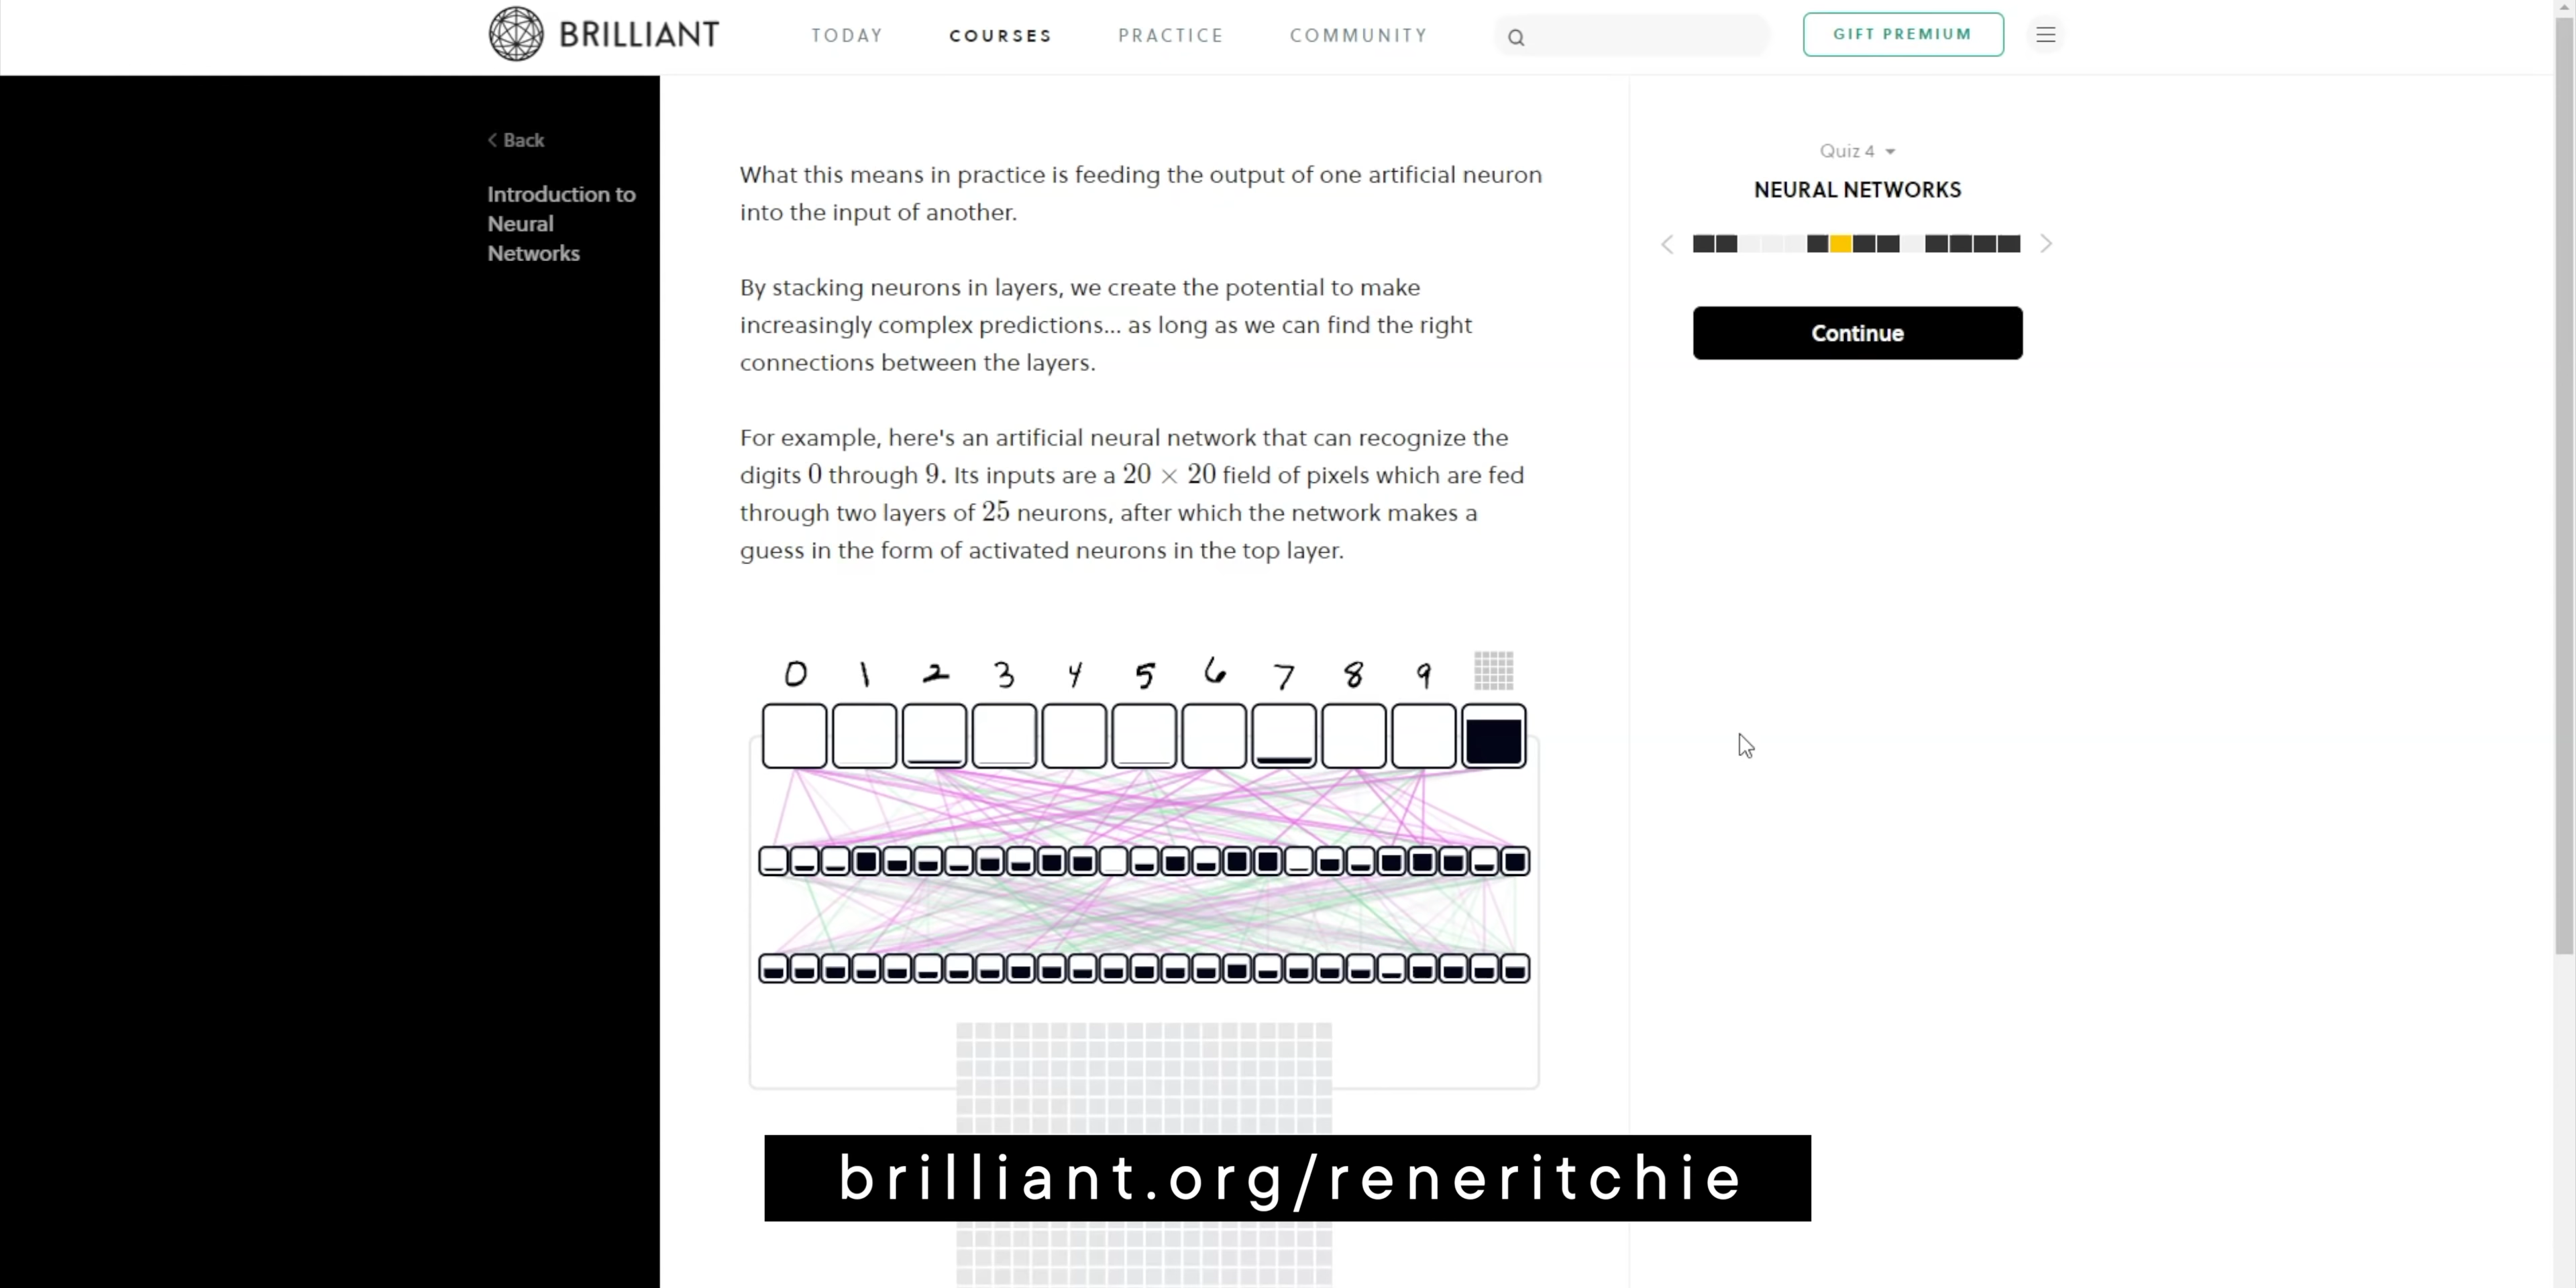 BRILLIANT
TODAY
COURSES
PRACTICE
COMMUNITY
GIFT PREMIUM
Back
Introduction to
Neural
Networks
What this means in practice is feeding the output of one artificial neuron
into the input of another.
By stacking neurons in layers, we create the potential to make
increasingly complex predictions... as long as we can find the right
connections between the layers.
For example, here's an artificial neural network that can recognize the
digits 0 through 9. Its inputs are a 20 × 20 field of pixels which are fed
through two layers of 25 neurons, after which the network makes a
guess in the form of activated neurons in the top layer.
0 1 2 3 4 5 6 7 8 9
Quiz 4
NEURAL NETWORKS
Continue
brilliant.org/reneritchie